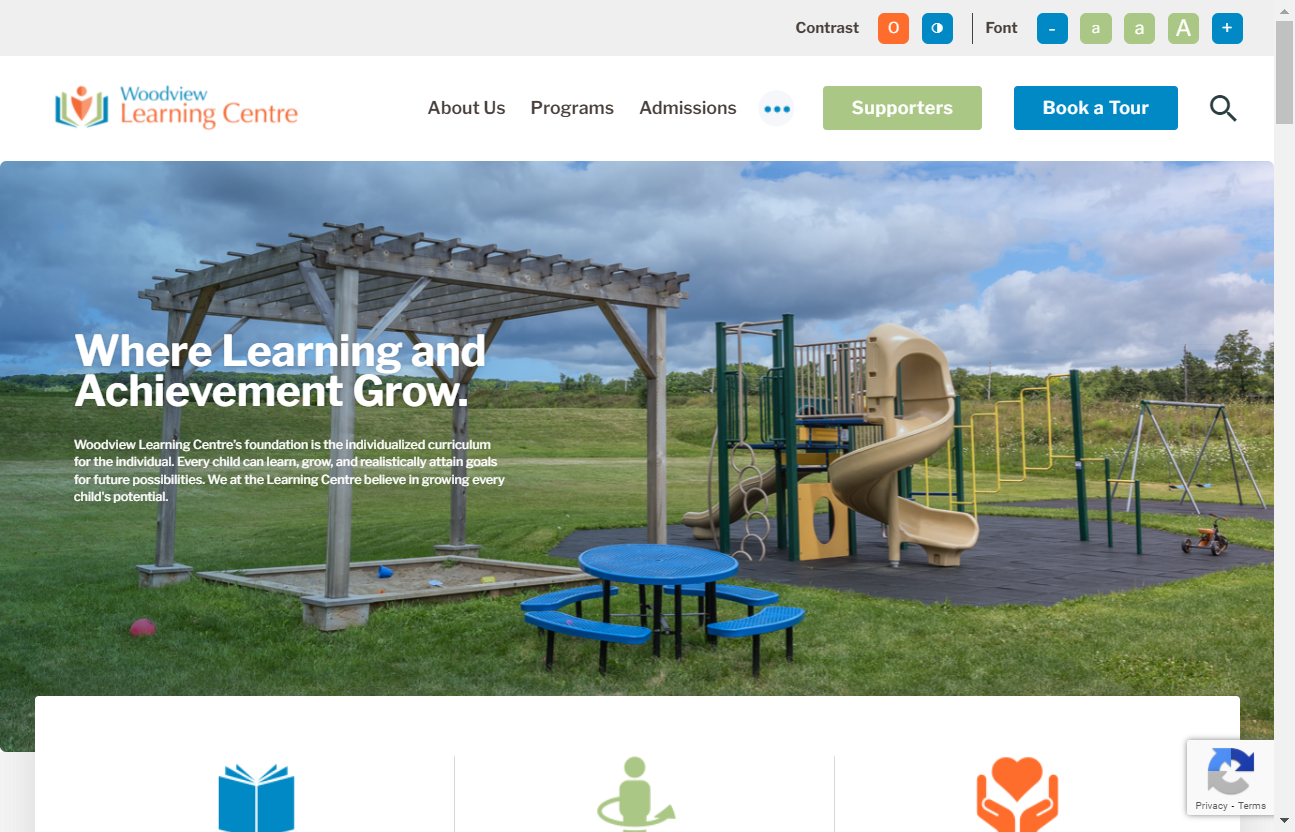 Contrast O Font - a a A +
Woodview
Learning Centre
About Us Programs Admissions Supporters Book a Tour
Where Learning and
Achievement Grow.
Woodview Learning Centre's foundation is the individualized curriculum
for the individual. Every child can learn, grow, and realistically attain goals
for future possibilities. We at the Learning Centre believe in growing every
child's potential.
Privacy - Terms